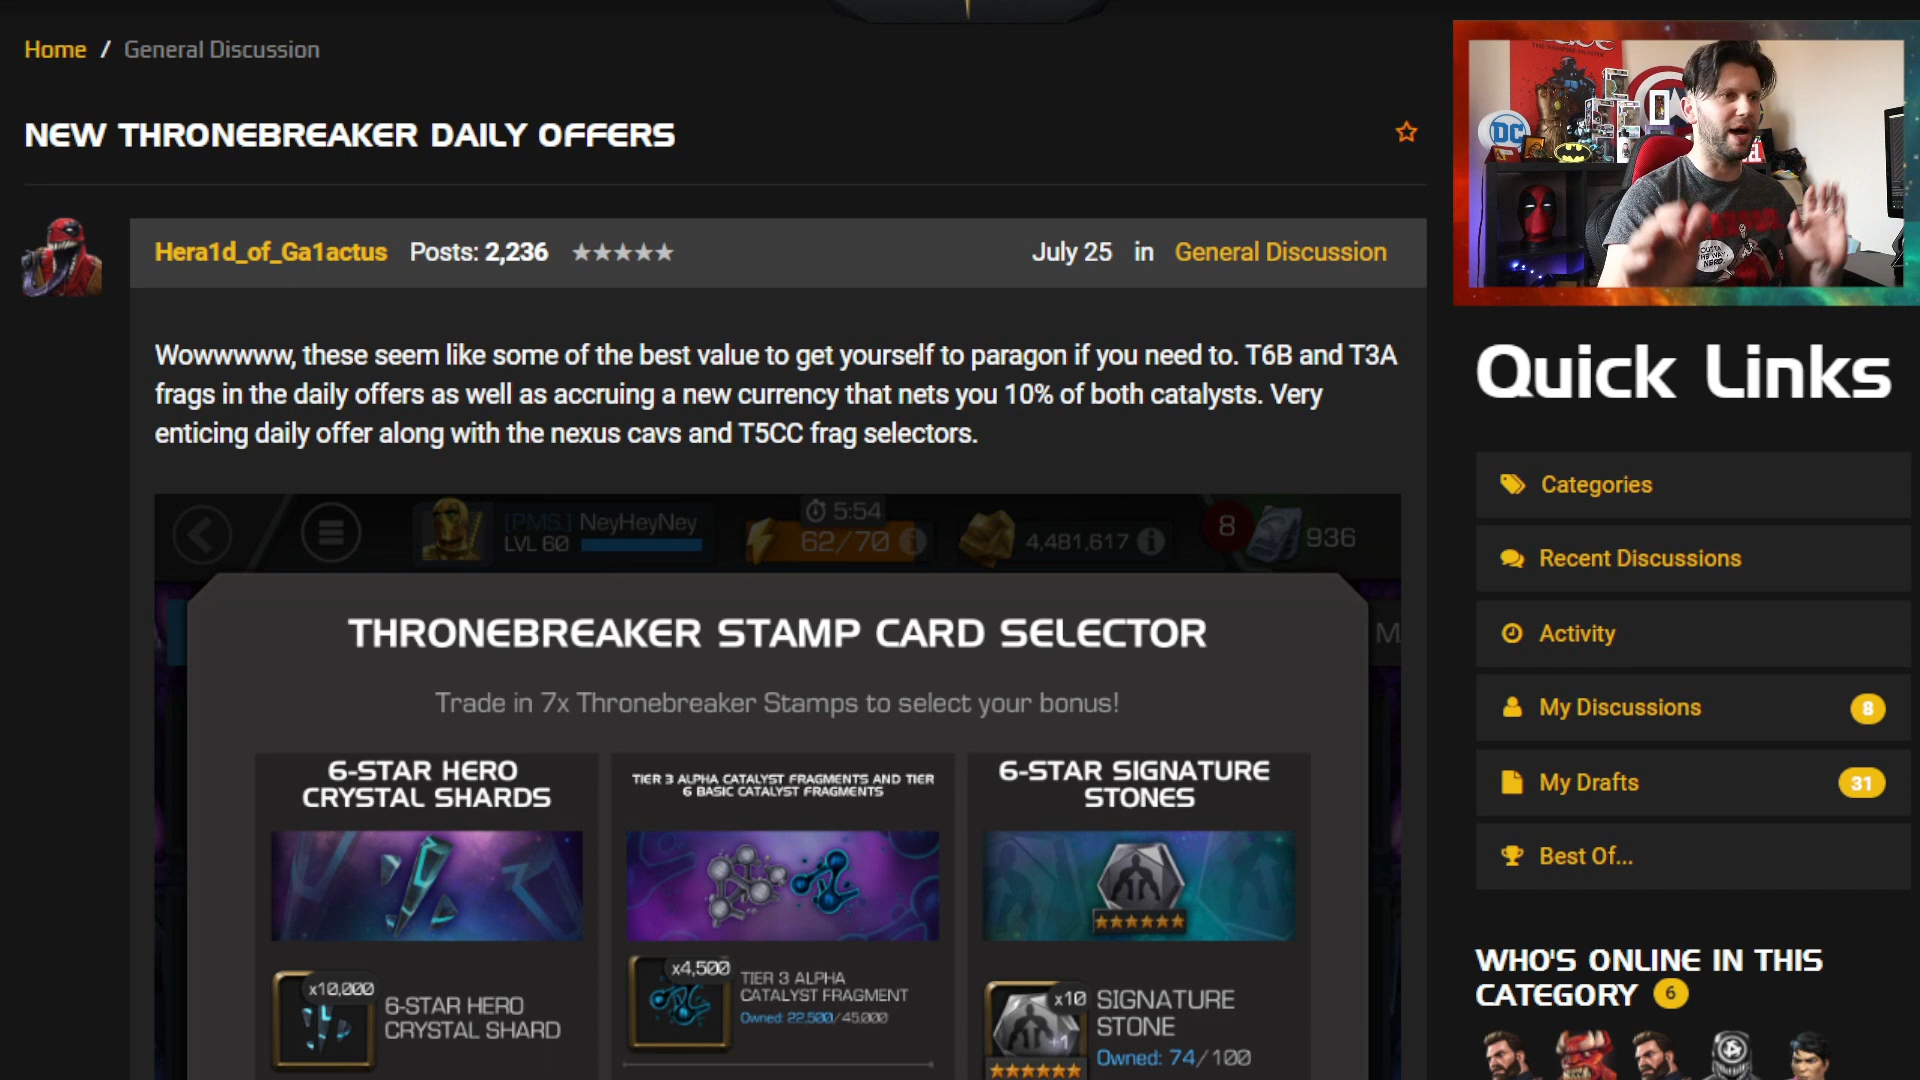 Home / General Discussion
NEW THRONEBREAKER DAILY OFFERS
Hera1d_of_Ga1actus Posts: 2,236 ★★★★★ July 25 in General Discussion
Wowwwww, these seem like some of the best value to get yourself to paragon if you need to. T6B and T3A
frags in the daily offers as well as accruing a new currency that nets you 10% of both catalysts. Very
enticing daily offer along with the nexus cavs and T5CC frag selectors.
[PMS.] NeyHeyNey
LVL 60
5:54
62/70
4,481,617
8
936
THRONEBREAKER STAMP CARD SELECTOR
M
Trade in 7x Thronebreaker Stamps to select your bonus!
6-STAR HERO
CRYSTAL SHARDS
x10,000
6-STAR HERO
CRYSTAL SHARD
TIER 3 ALPHA CATALYST FRAGMENTS AND TIER
6 BASIC CATALYST FRAGMENTS
x4,500
TIER 3 ALPHA
CATALYST FRAGMENT
Owned: 22,500/45,000
6-STAR SIGNATURE
STONES
x10
+1
SIGNATURE
STONE
Owned: 74/100
DC
OUTTA
THE WAY,
NERD
Quick Links
Categories
Recent Discussions
Activity
My Discussions 8
My Drafts 31
Best Of...
WHO'S ONLINE IN THIS
CATEGORY 6